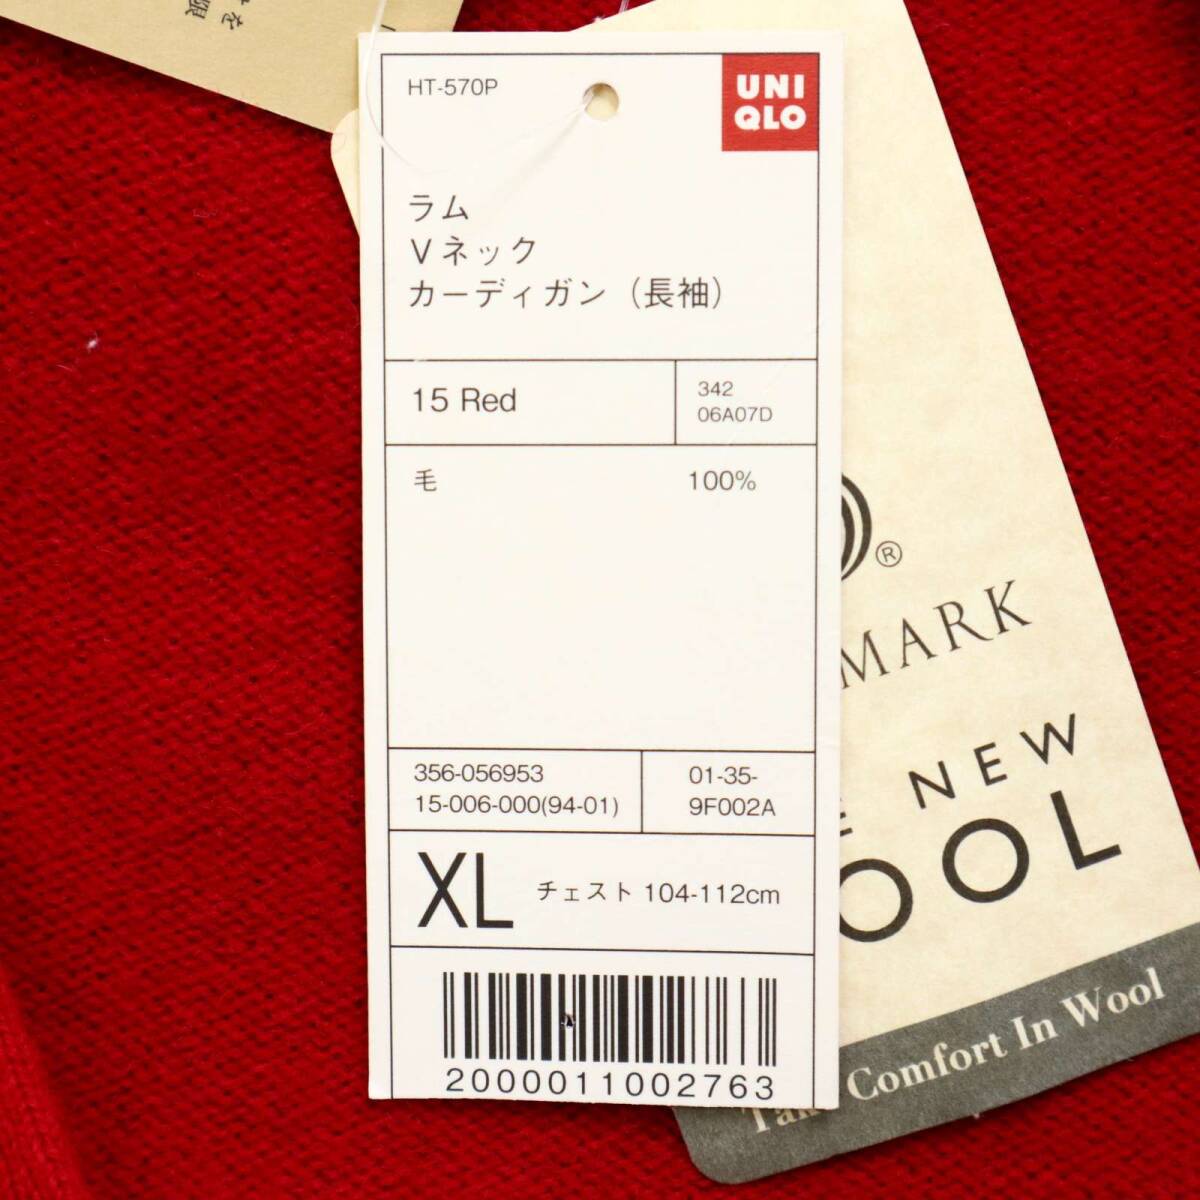 HT-570P
UNI
QLO
ラム
Vネック
カーディガン（長袖）
15 Red
342
06A07D
毛 100%
356-056953
15-006-000(94-01)
01-35-
9F002A
XL チェスト 104-112cm
2000011002763
®
MARK
NEW
OOL
Comfort In Wool